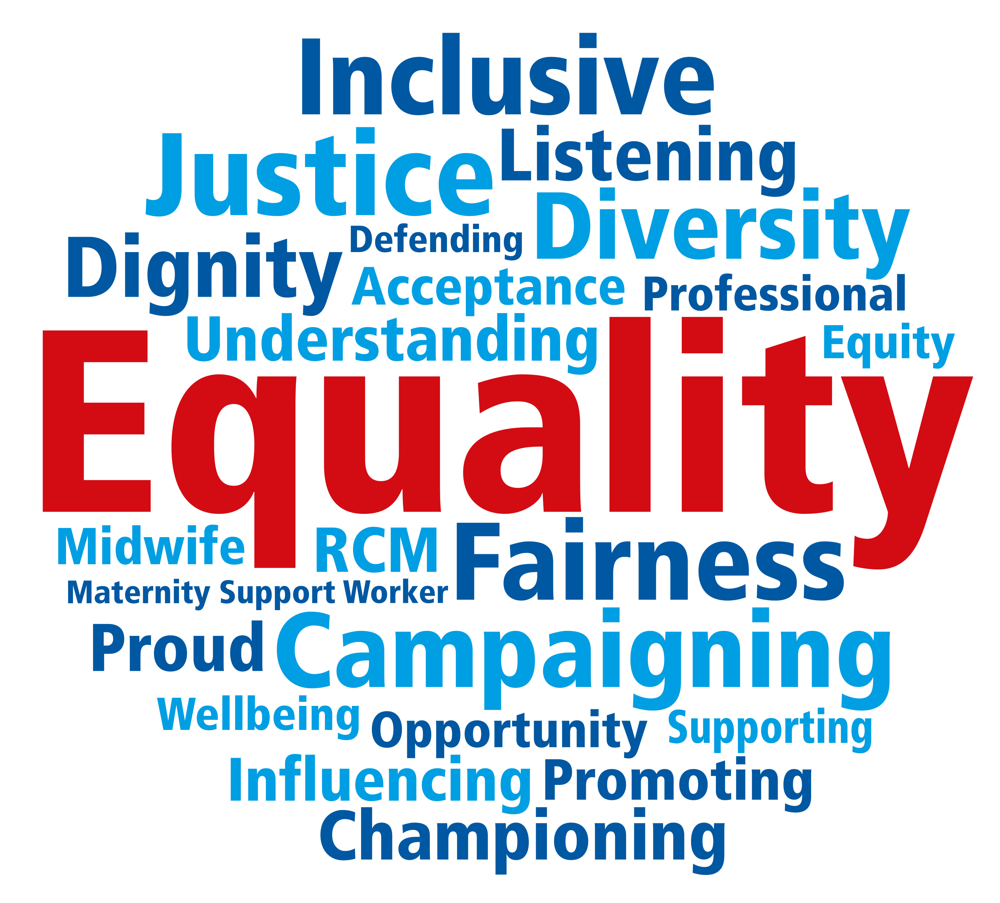 Inclusive
Justice Listening
Diversity
Dignity Defending
Acceptance Professional
Understanding Equity
Equality
Midwife RCM Fairness
Maternity Support Worker
Proud Campaigning
Wellbeing Opportunity Supporting
Influencing Promoting
Championing